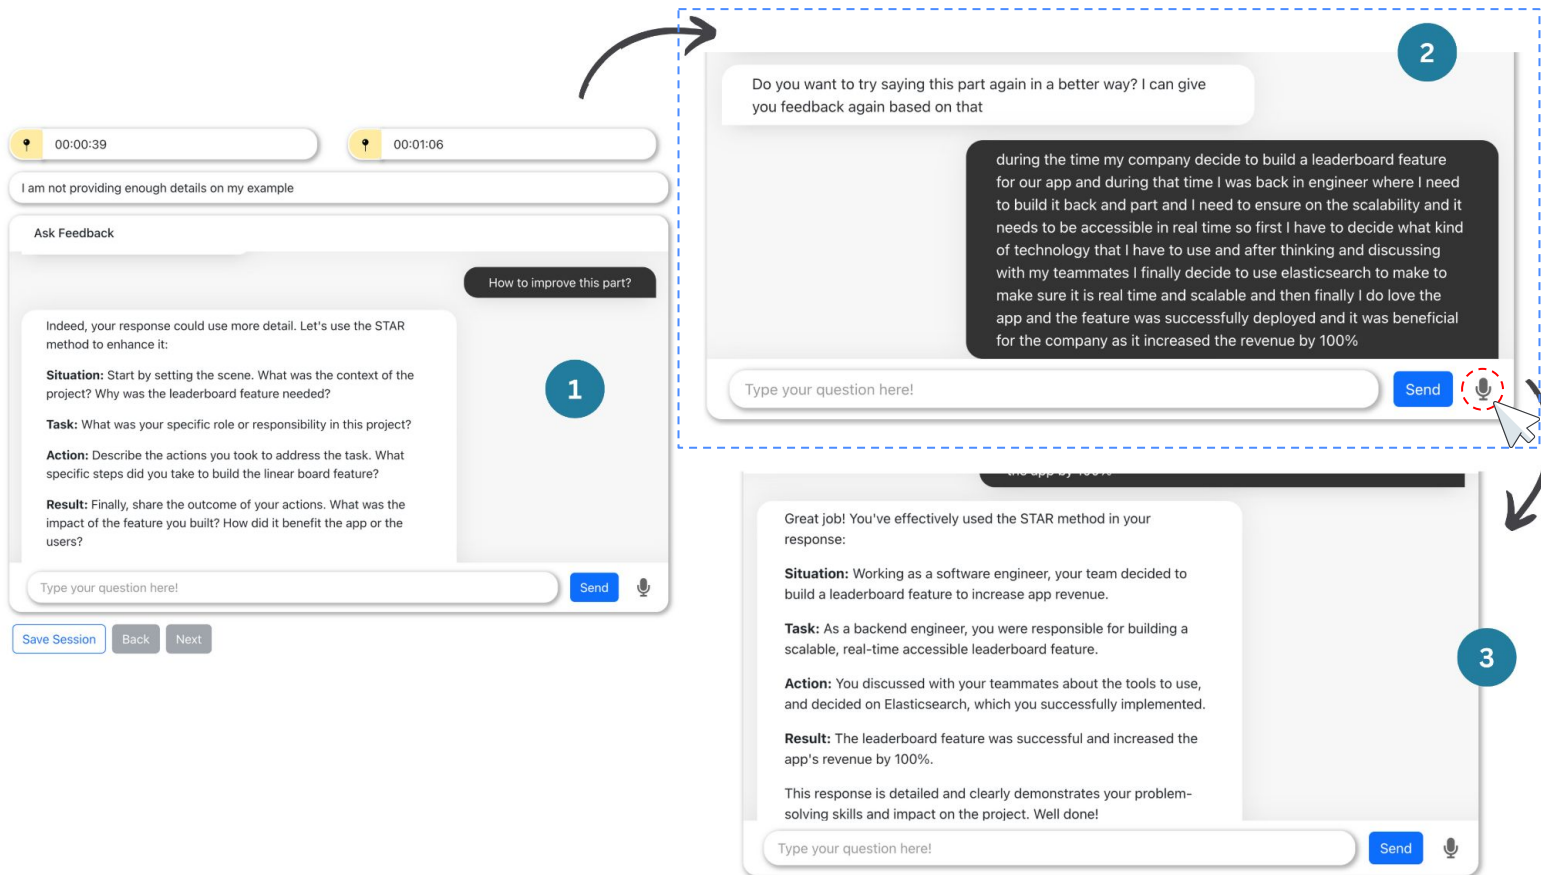 00:00:39
00:01:06
I am not providing enough details on my example
Ask Feedback
How to improve this part?
Indeed, your response could use more detail. Let's use the STAR
method to enhance it:
Situation: Start by setting the scene. What was the context of the
project? Why was the leaderboard feature needed?
Task: What was your specific role or responsibility in this project?
Action: Describe the actions you took to address the task. What
specific steps did you take to build the linear board feature?
Result: Finally, share the outcome of your actions. What was the
impact of the feature you built? How did it benefit the app or the
users?
1
Type your question here!
Send
Save Session
Back
Next
2
Do you want to try saying this part again in a better way? I can give
you feedback again based on that
during the time my company decide to build a leaderboard feature
for our app and during that time I was back in engineer where I need
to build it back and part and I need to ensure on the scalability and it
needs to be accessible in real time so first I have to decide what kind
of technology that I have to use and after thinking and discussing
with my teammates I finally decide to use elasticsearch to make to
make sure it is real time and scalable and then finally I do love the
app and the feature was successfully deployed and it was beneficial
for the company as it increased the revenue by 100%
Type your question here!
Send
the app by 100%
Great job! You've effectively used the STAR method in your
response:
Situation: Working as a software engineer, your team decided to
build a leaderboard feature to increase app revenue.
Task: As a backend engineer, you were responsible for building a
scalable, real-time accessible leaderboard feature.
Action: You discussed with your teammates about the tools to use,
and decided on Elasticsearch, which you successfully implemented.
Result: The leaderboard feature was successful and increased the
app's revenue by 100%.
This response is detailed and clearly demonstrates your problem-
solving skills and impact on the project. Well done!
3
Type your question here!
Send